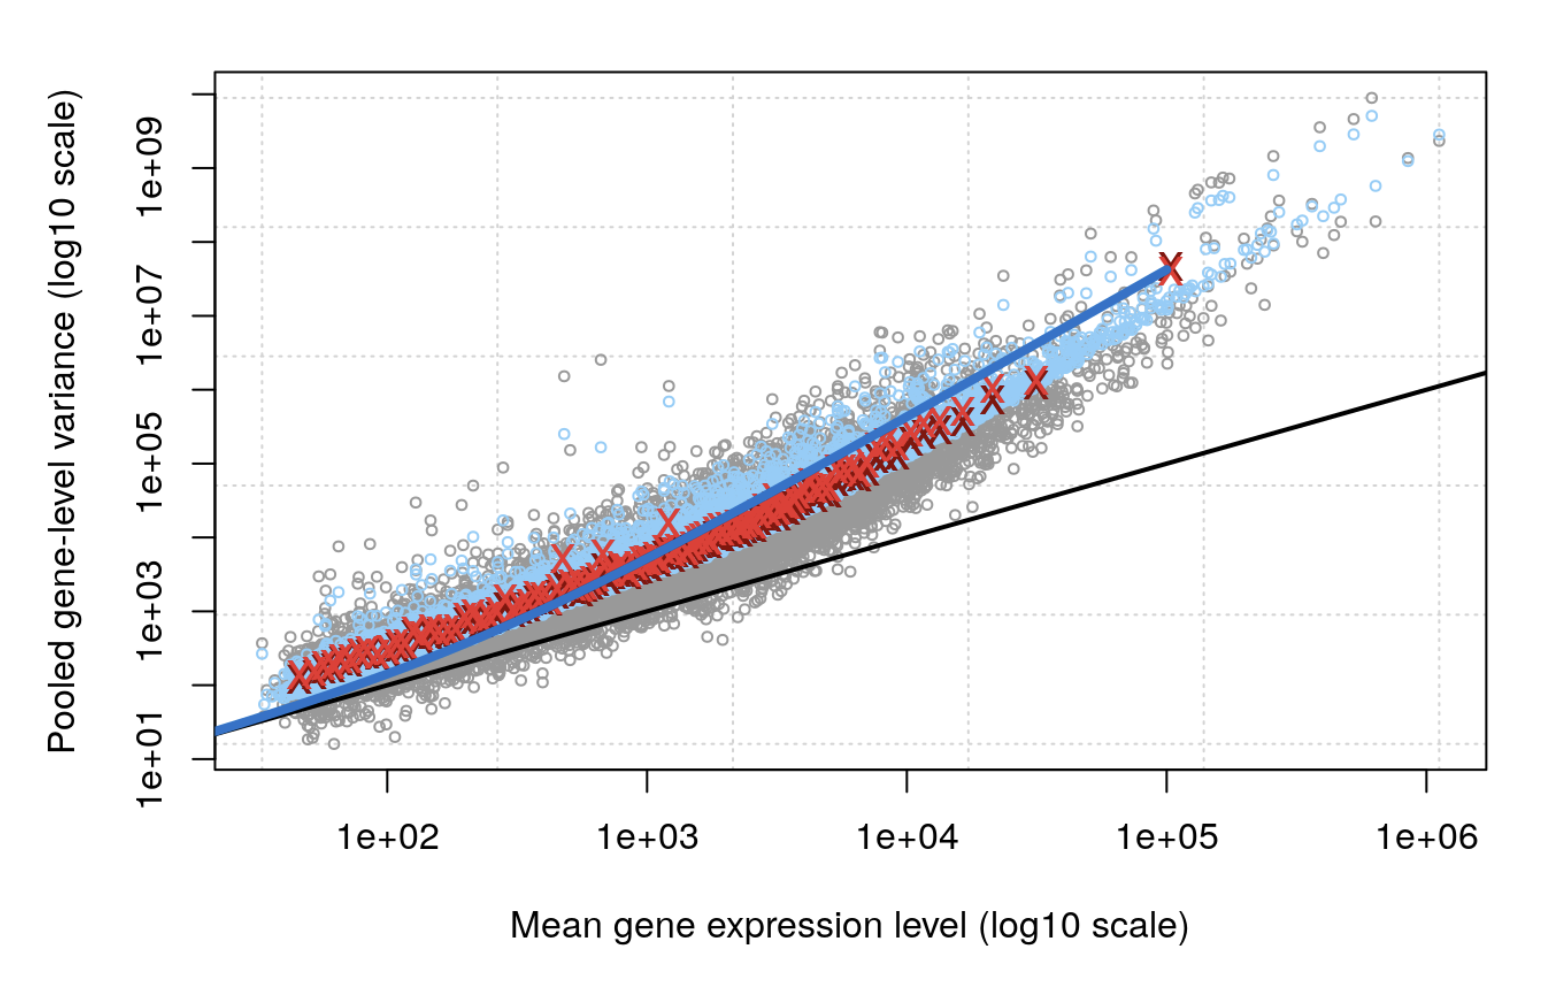 Pooled gene-level variance (log10 scale)
1e+09
1e+07
1e+05
1e+03
1e+01
1e+02 1e+03 1e+04 1e+05 1e+06
Mean gene expression level (log10 scale)